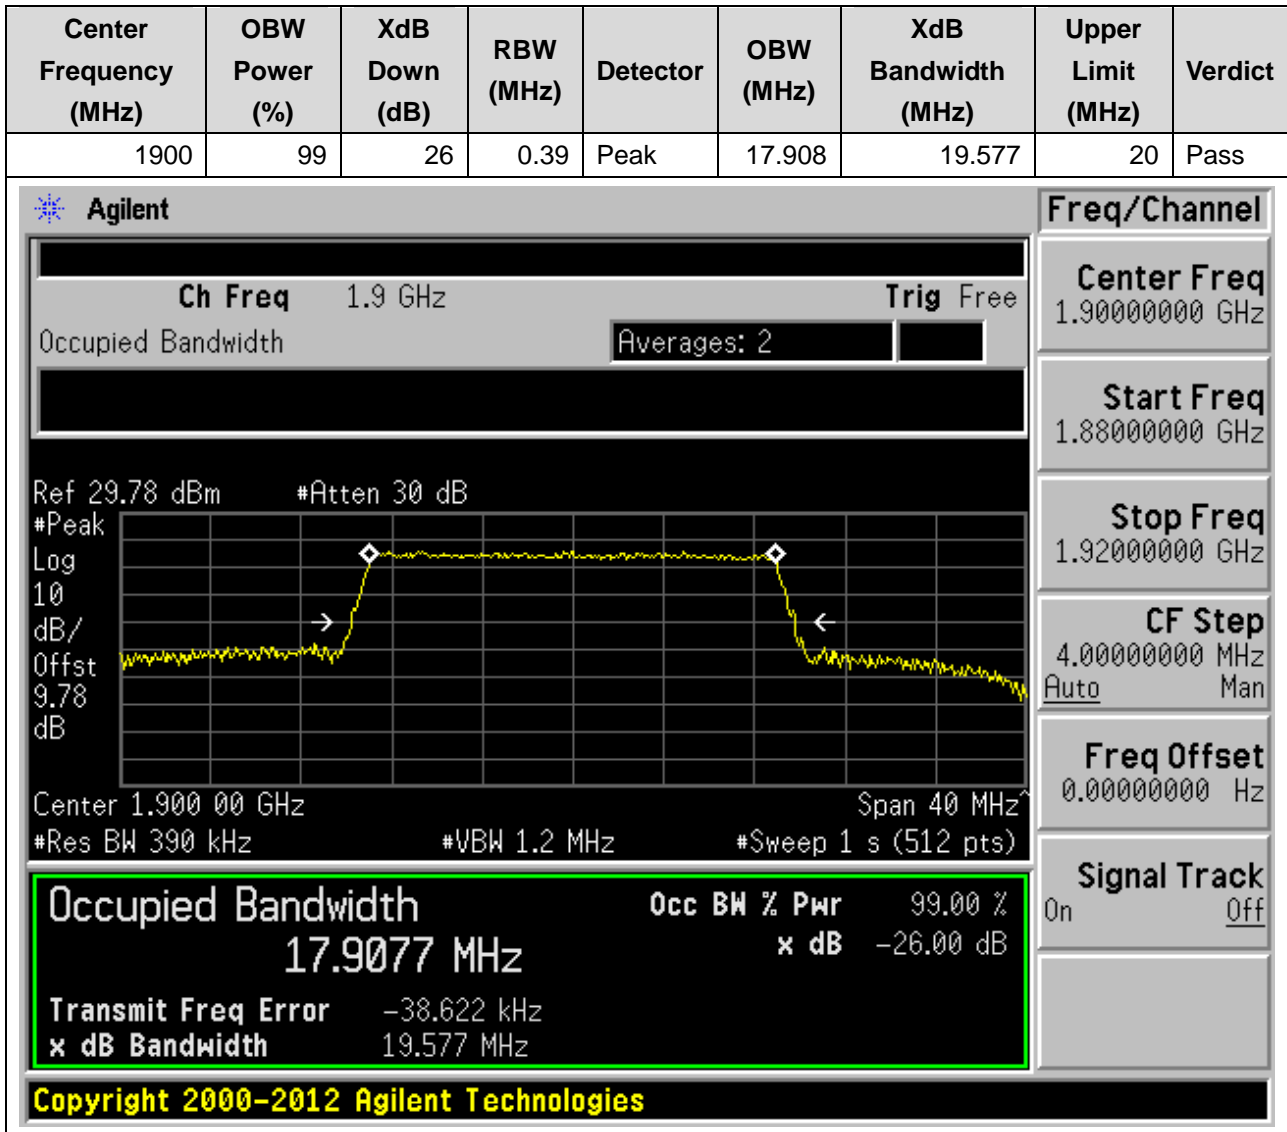 Center Frequency (MHz) OBW Power (%) XdB Down (dB) RBW (MHz) Detector OBW (MHz) XdB Bandwidth (MHz) Upper Limit (MHz) Verdict
1900 99 26 0.39 Peak 17.908 19.577 20 Pass
Agilent
Freq/Channel
Ch Freq 1.9 GHz Trig Free
Occupied Bandwidth Averages: 2
Center Freq
1.90000000 GHz
Start Freq
1.88000000 GHz
Stop Freq
1.92000000 GHz
CF Step
4.00000000 MHz
Auto Man
Freq Offset
0.00000000 Hz
Signal Track
On Off
Ref 29.78 dBm #Atten 30 dB
#Peak
Log
10
dB/
Offst
9.78
dB
Center 1.900 00 GHz Span 40 MHz^
#Res BW 390 kHz #VBW 1.2 MHz #Sweep 1 s (512 pts)
Occupied Bandwidth Occ BW % Pwr 99.00 %
17.9077 MHz x dB -26.00 dB
Transmit Freq Error -38.622 kHz
x dB Bandwidth 19.577 MHz
Copyright 2000-2012 Agilent Technologies